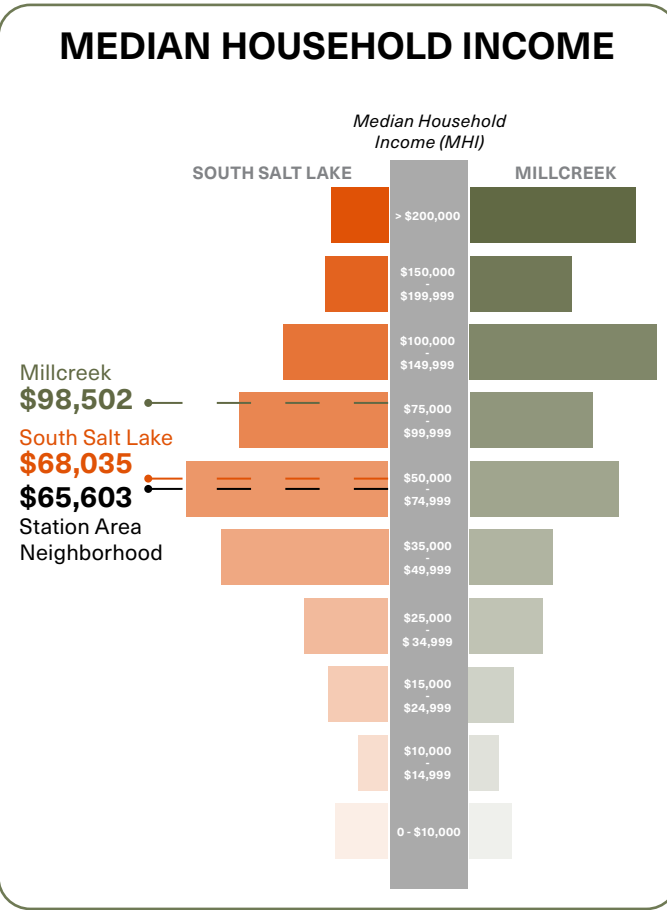 MEDIAN HOUSEHOLD INCOME
Median Household
Income (MHI)
SOUTH SALT LAKE
MILLCREEK
> $200,000
$150,000
-
$199,999
$100,000
-
$149,999
Millcreek
$98,502
$75,000
-
$99,999
South Salt Lake
$68,035
$65,603
Station Area
Neighborhood
$50,000
-
$74,999
$35,000
-
$49,999
$25,000
-
$ 34,999
$15,000
-
$24,999
$10,000
-
$14,999
0 - $10,000